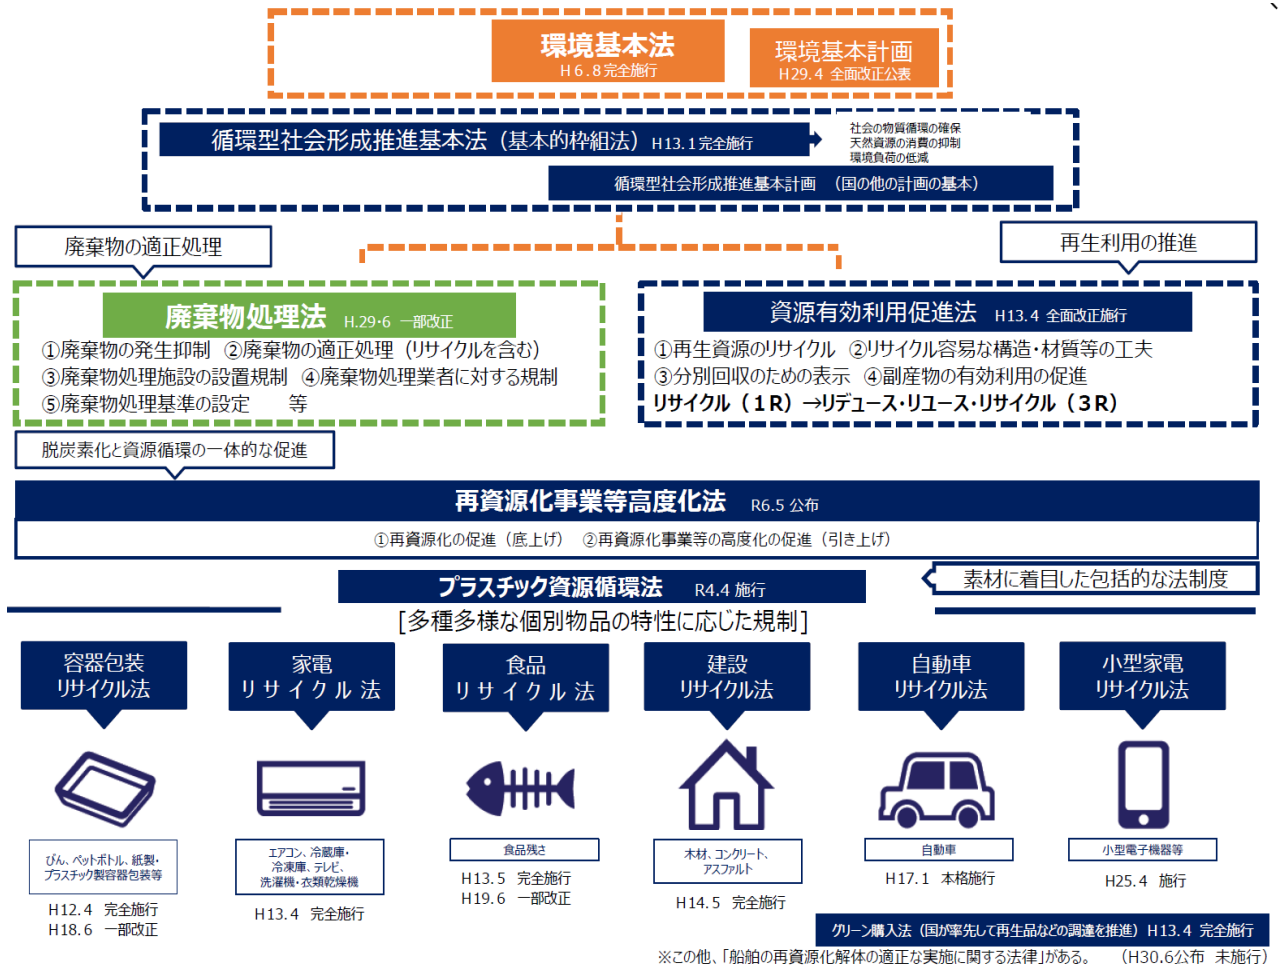 、
環境基本法
H6.8完全施行
環境基本計画
H29.4 全面改正公表
循環型社会形成推進基本法（基本的枠組法）H13.1完全施行
社会の物質循環の確保
天然資源の消費の抑制
環境負荷の低減
循環型社会形成推進基本計画 （国の他の計画の基本）
廃棄物の適正処理
再生利用の推進
廃棄物処理法 H.29・6 一部改正
①廃棄物の発生抑制 ②廃棄物の適正処理（リサイクルを含む）
③廃棄物処理施設の設置規制 ④廃棄物処理業者に対する規制
⑤廃棄物処理基準の設定 等
資源有効利用促進法 H13.4 全面改正施行
①再生資源のリサイクル ②リサイクル容易な構造・材質等の工夫
③分別回収のための表示 ④副産物の有効利用の促進
リサイクル（1R）→リデュース・リユース・リサイクル（3R）
脱炭素化と資源循環の一体的な促進
再資源化事業等高度化法 R6.5 公布
①再資源化の促進（底上げ） ②再資源化事業等の高度化の促進（引き上げ）
プラスチック資源循環法 R4.4 施行
素材に着目した包括的な法制度
[多種多様な個別物品の特性に応じた規制]
容器包装
リサイクル法
びん、ペットボトル、紙製・
プラスチック製容器包装等
H12.4 完全施行
H18.6 一部改正
家電
リサイクル法
エアコン、冷蔵庫・
冷凍庫、テレビ、
洗濯機・衣類乾燥機
H13.4 完全施行
食品
リサイクル法
食品残さ
H13.5 完全施行
H19.6 一部改正
建設
リサイクル法
木材、コンクリート、
アスファルト
H14.5 完全施行
自動車
リサイクル法
自動車
H17.1 本格施行
小型家電
リサイクル法
小型電子機器等
H25.4 施行
グリーン購入法（国が率先して再生品などの調達を推進）H13.4 完全施行
※この他、「船舶の再資源化解体の適正な実施に関する法律」がある。 （H30.6公布 未施行）